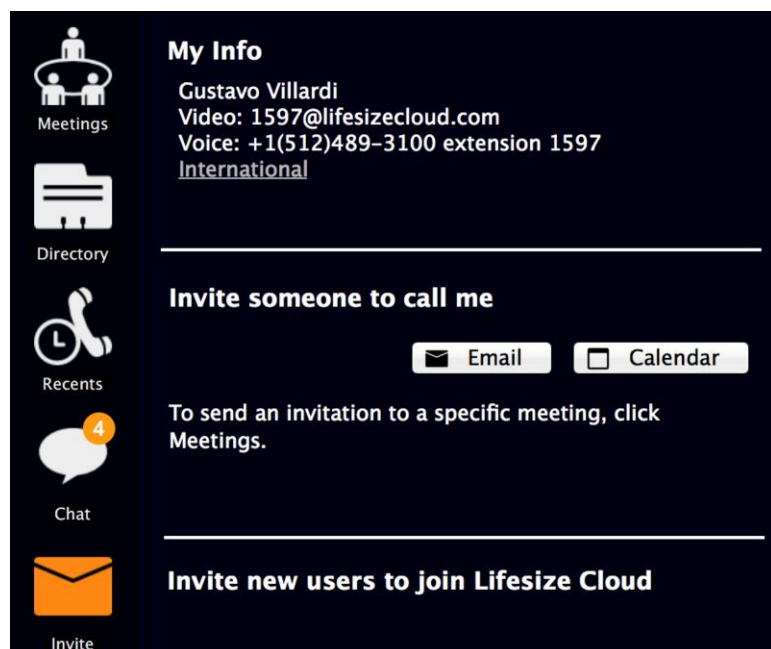 Meetings
Directory
Recents
4
Chat
Invite
My Info
Gustavo Villardi
Video: 1597@lifesizecloud.com
Voice: +1(512)489-3100 extension 1597
International
Invite someone to call me
Email
Calendar
To send an invitation to a specific meeting, click
Meetings.
Invite new users to join Lifesize Cloud